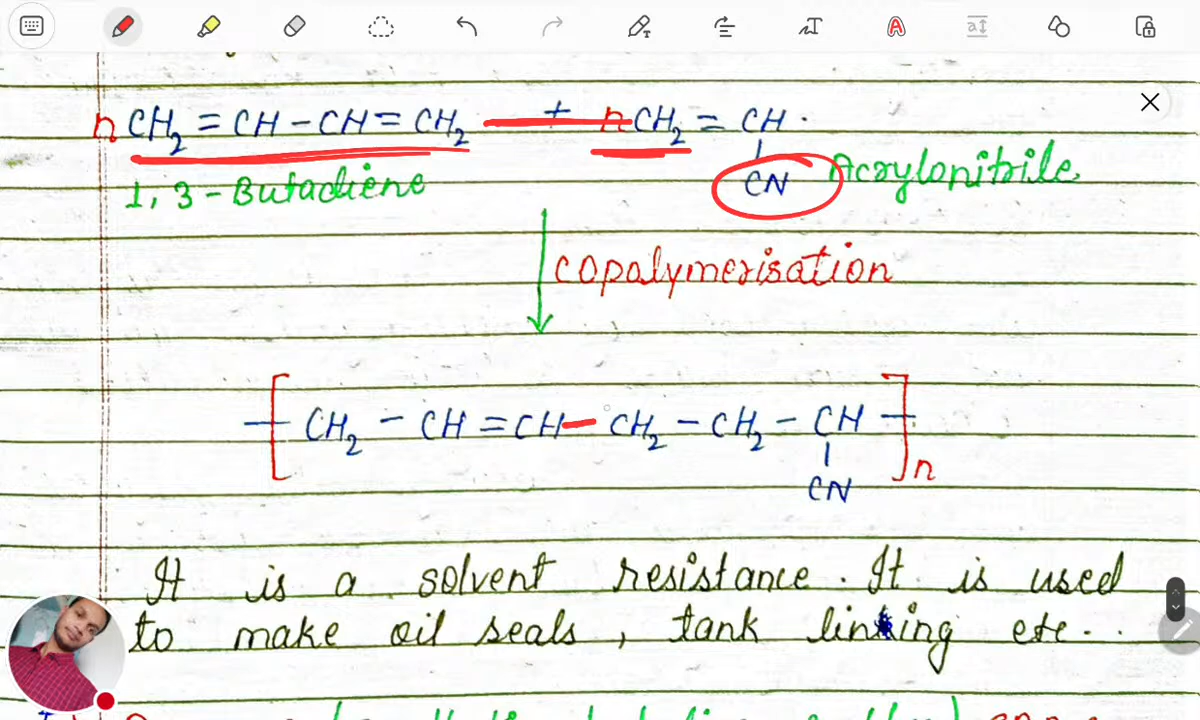 n CH₂ = CH - CH = CH₂ + n CH₂ = CH
CN
1, 3 - Butadiene Acrylonitrile
copolymerisation
[ CH₂ - CH = CH - CH₂ - CH₂ - CH ]n
CN
It is a solvent resistance. It is used
to make oil seals, tank linking etc..